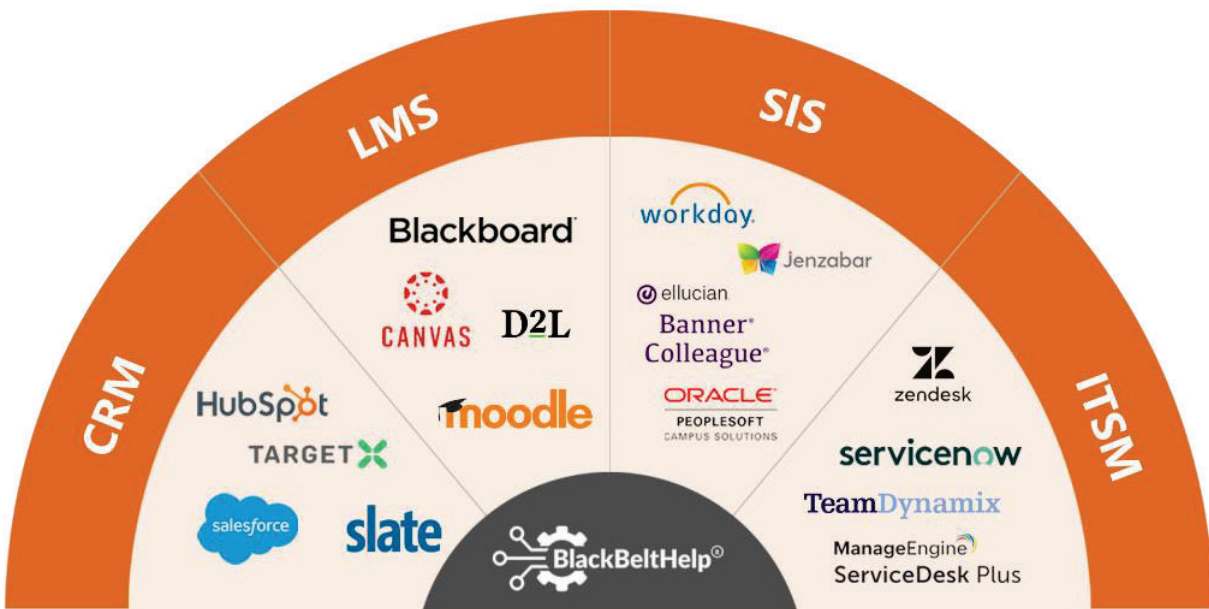 CRM
LMS
SIS
ITSM
HubSpot
TARGET X
salesforce
slate
Blackboard
CANVAS
D2L
moodle
workday.
jenzabar
ellucian
Banner®
Colleague®
ORACLE
PEOPLESOFT
CAMPUS SOLUTIONS
zendesk
servicenow
TeamDynamix
ManageEngine
ServiceDesk Plus
BlackBeltHelp®